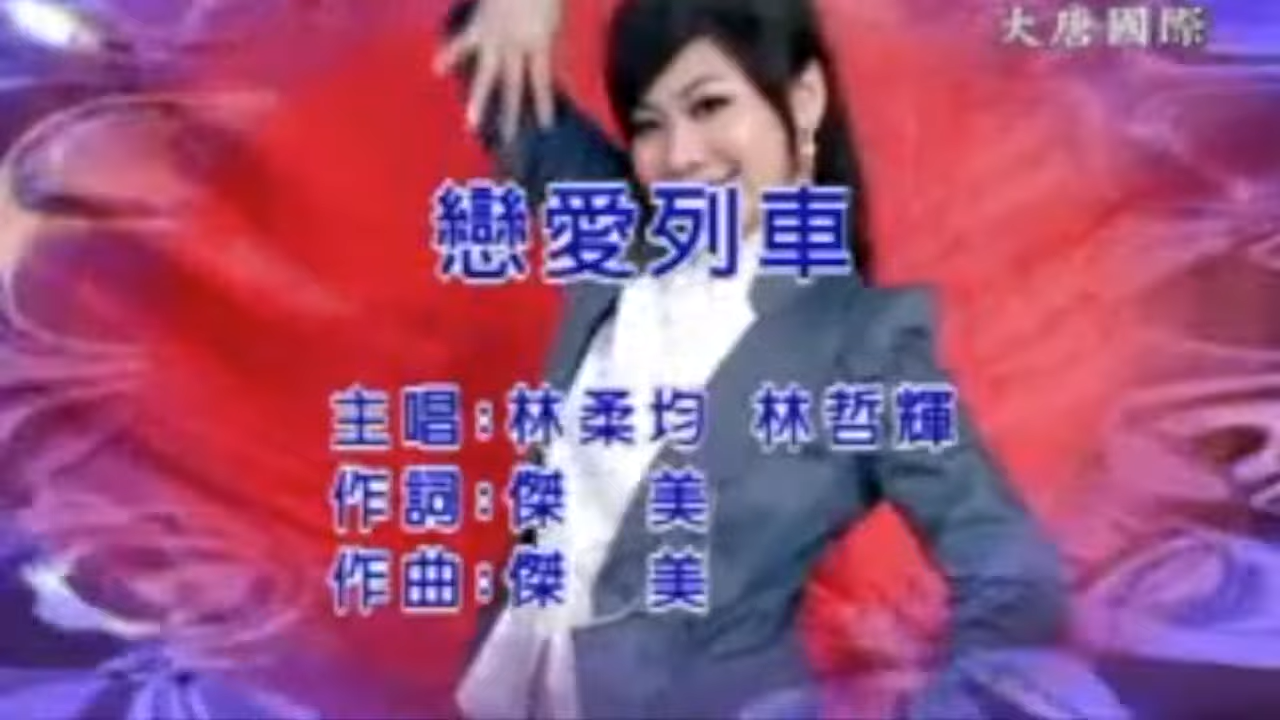 大唐國際
戀愛列車
主唱:林柔均 林哲輝
作詞:傑 美
作曲:傑 美